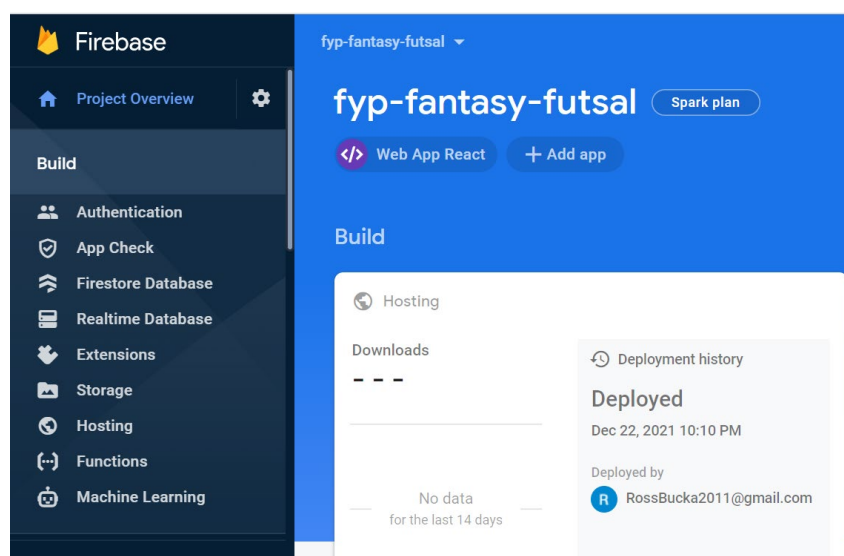 Firebase
Project Overview
Build
Authentication
App Check
Firestore Database
Realtime Database
Extensions
Storage
Hosting
Functions
Machine Learning
fyp-fantasy-futsal
fyp-fantasy-futsal Spark plan
Web App React + Add app
Build
Hosting
Downloads
- - -
No data
for the last 14 days
Deployment history
Deployed
Dec 22, 2021 10:10 PM
Deployed by
R RossBucka2011@gmail.com